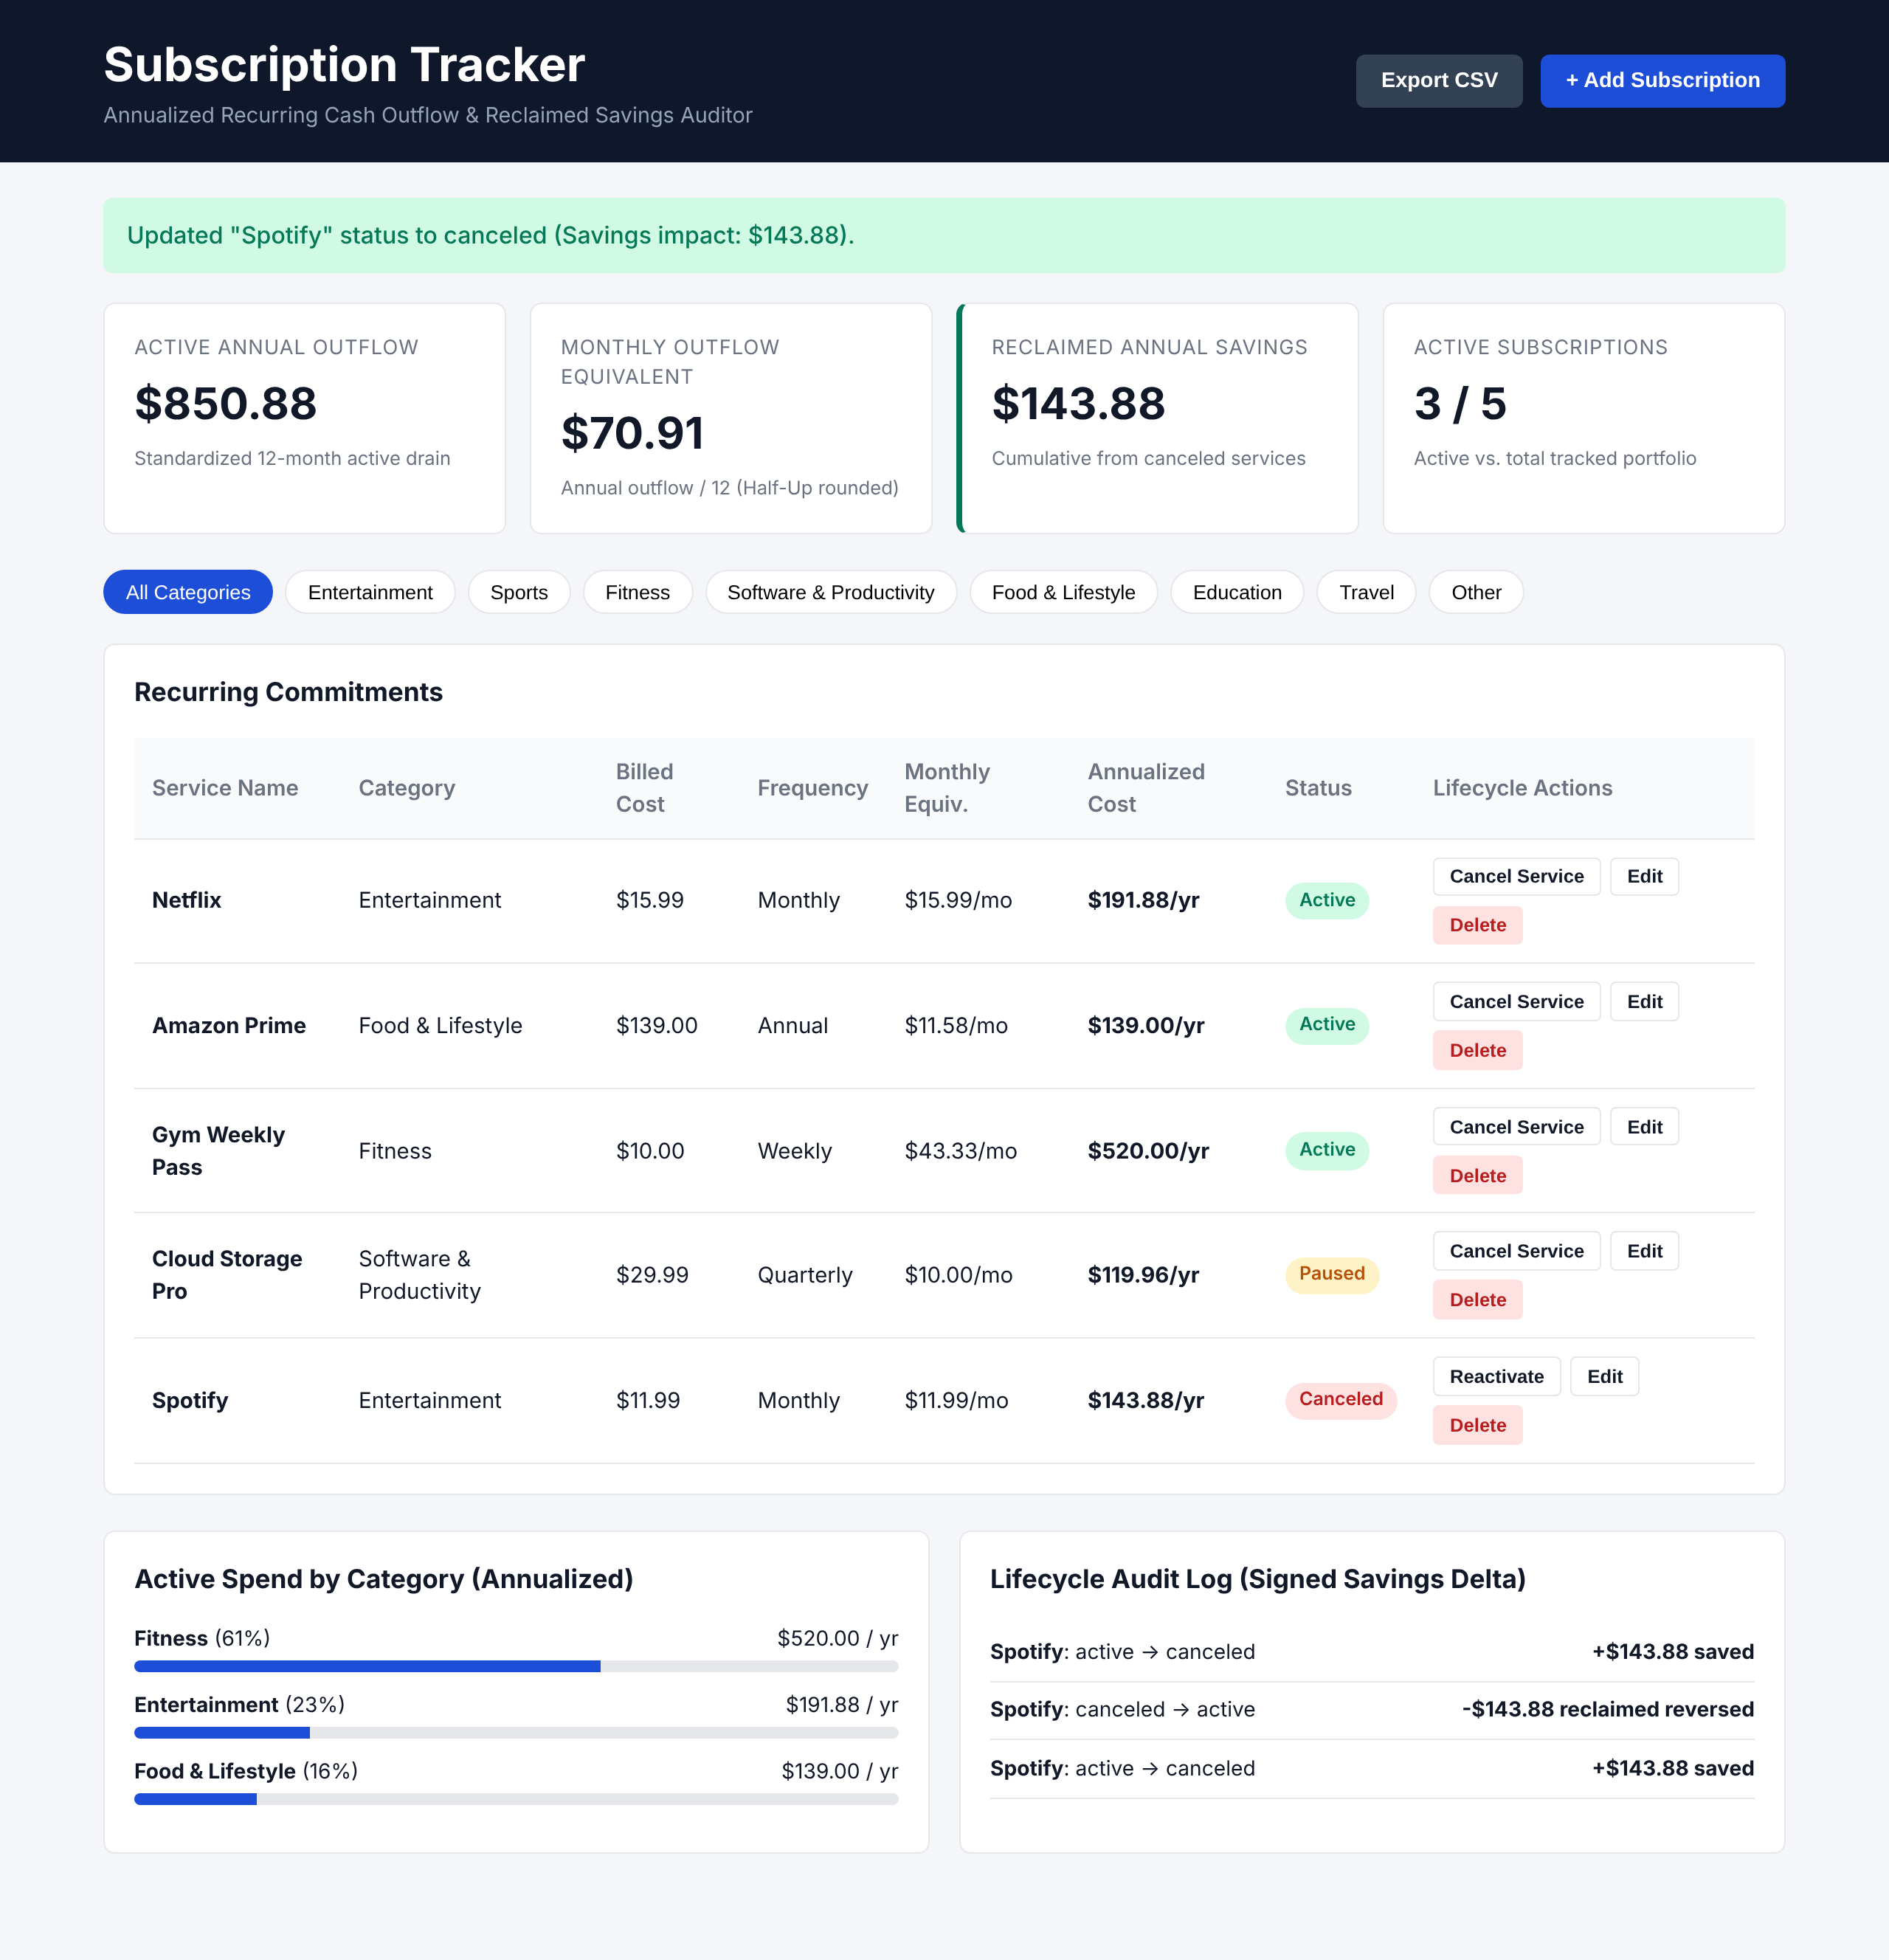 Subscription Tracker
Annualized Recurring Cash Outflow & Reclaimed Savings Auditor
Export CSV
+ Add Subscription
Updated "Spotify" status to canceled (Savings impact: $143.88).
ACTIVE ANNUAL OUTFLOW
$850.88
Standardized 12-month active drain
MONTHLY OUTFLOW
EQUIVALENT
$70.91
Annual outflow / 12 (Half-Up rounded)
RECLAIMED ANNUAL SAVINGS
$143.88
Cumulative from canceled services
ACTIVE SUBSCRIPTIONS
3 / 5
Active vs. total tracked portfolio
All Categories Entertainment Sports Fitness Software & Productivity Food & Lifestyle Education Travel Other
Recurring Commitments
Service Name Category Billed Cost Frequency Monthly Equiv. Annualized Cost Status Lifecycle Actions
Netflix Entertainment $15.99 Monthly $15.99/mo $191.88/yr Active Cancel Service Edit
Delete
Amazon Prime Food & Lifestyle $139.00 Annual $11.58/mo $139.00/yr Active Cancel Service Edit
Delete
Gym Weekly Pass Fitness $10.00 Weekly $43.33/mo $520.00/yr Active Cancel Service Edit
Delete
Cloud Storage Pro Software & Productivity $29.99 Quarterly $10.00/mo $119.96/yr Paused Cancel Service Edit
Delete
Spotify Entertainment $11.99 Monthly $11.99/mo $143.88/yr Canceled Reactivate Edit
Delete
Active Spend by Category (Annualized)
Fitness (61%) $520.00 / yr
Entertainment (23%) $191.88 / yr
Food & Lifestyle (16%) $139.00 / yr
Lifecycle Audit Log (Signed Savings Delta)
Spotify: active → canceled +$143.88 saved
Spotify: canceled → active -$143.88 reclaimed reversed
Spotify: active → canceled +$143.88 saved